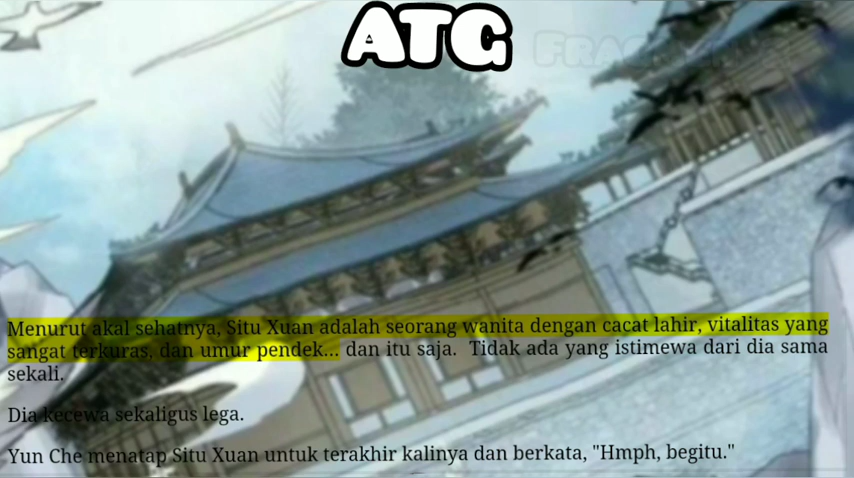 ATG
FRAGMENT
Menurut akal sehatnya, Situ Xuan adalah seorang wanita dengan cacat lahir, vitalitas yang
sangat terkuras, dan umur pendek... dan itu saja. Tidak ada yang istimewa dari dia sama
sekali.
Dia kecewa sekaligus lega.
Yun Che menatap Situ Xuan untuk terakhir kalinya dan berkata, "Hmph, begitu."